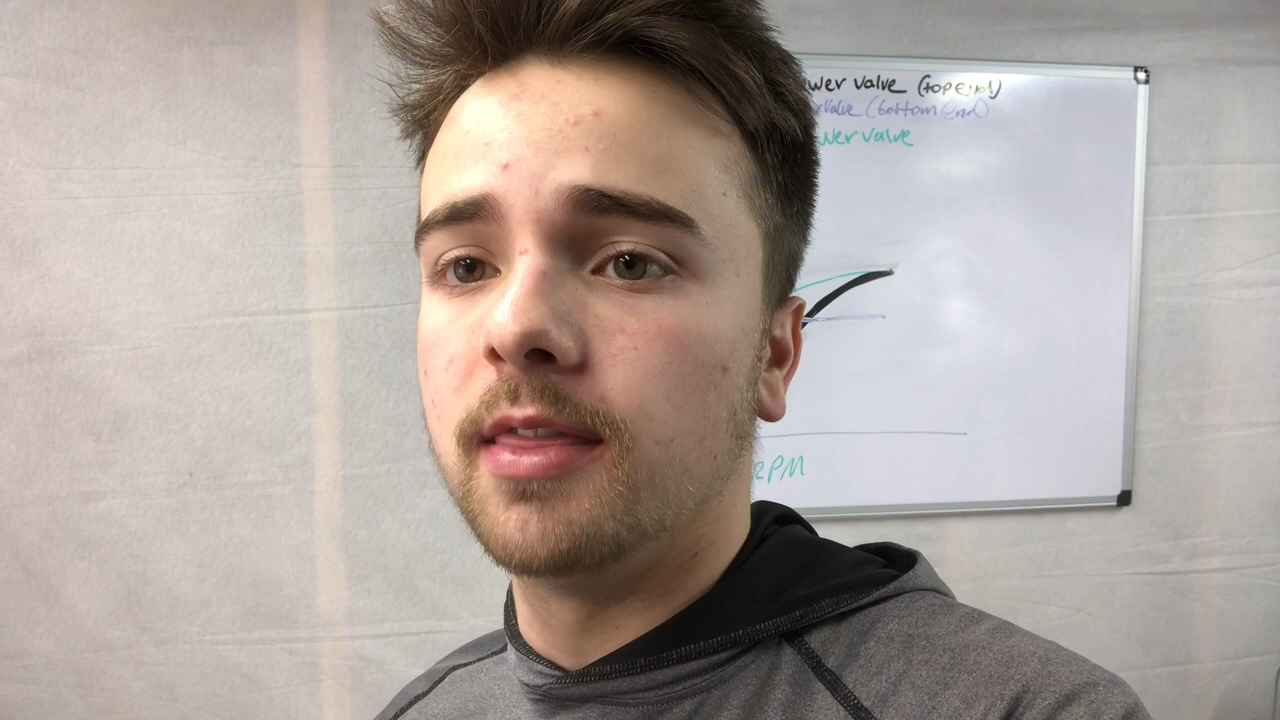 wer valve (top end)
valve (bottom end)
wer valve
RPM